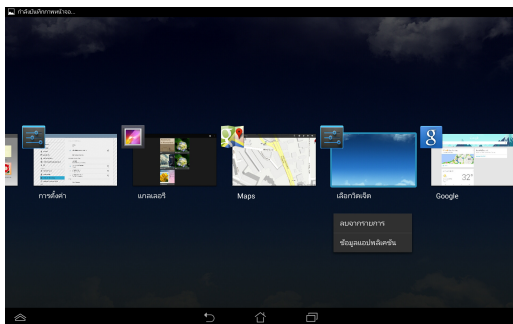 กำลังบันทึกภาพหน้าจอ...
การตั้งค่า
แกลเลอรี
Maps
เลือกวิดเจ็ต
Google
32°
ลบจากรายการ
ข้อมูลแอปพลิเคชัน